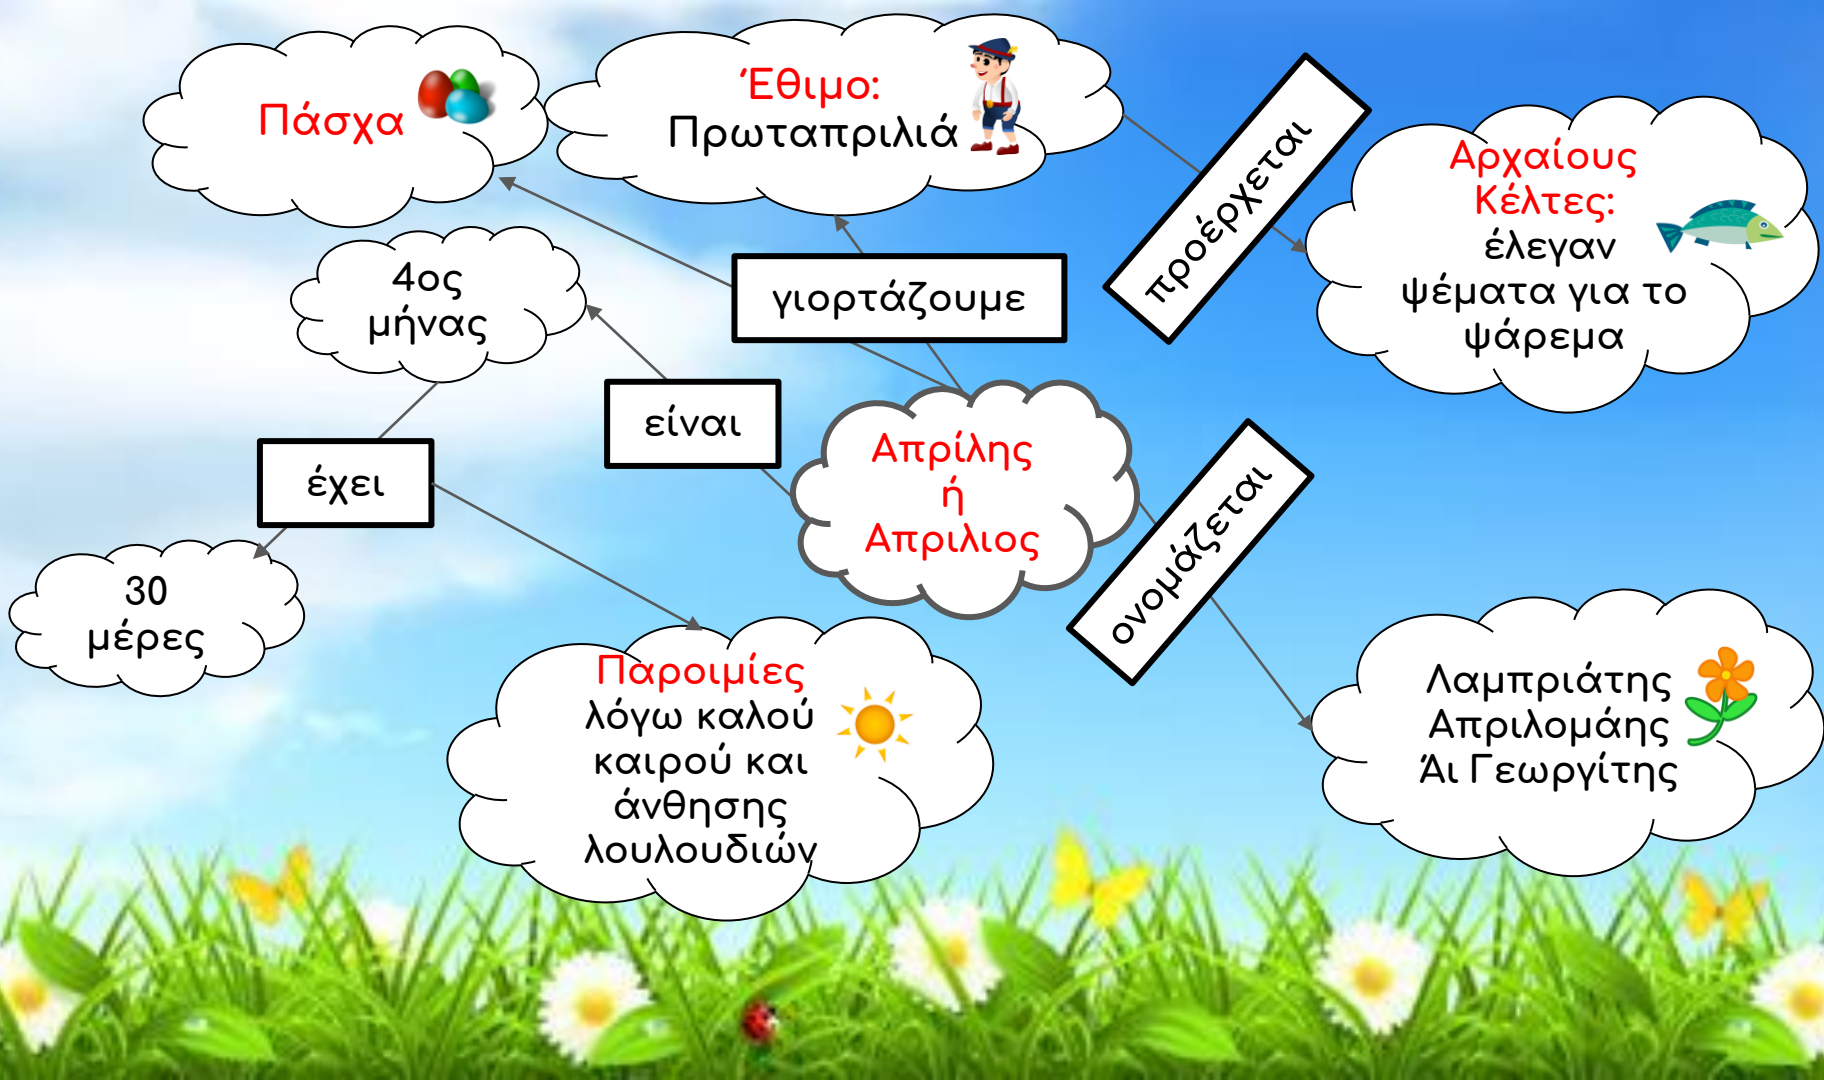 Πάσχα
Έθιμο:
Πρωταπριλιά
προέρχεται
Αρχαίους
Κέλτες:
έλεγαν
ψέματα για το
ψάρεμα
4ος
μήνας
γιορτάζουμε
είναι
έχει
Απρίλης
ή
Απριλιος
ονομάζεται
30
μέρες
Παροιμίες
λόγω καλού
καιρού και
άνθησης
λουλουδιών
Λαμπριάτης
Απριλομάης
Άι Γεωργίτης